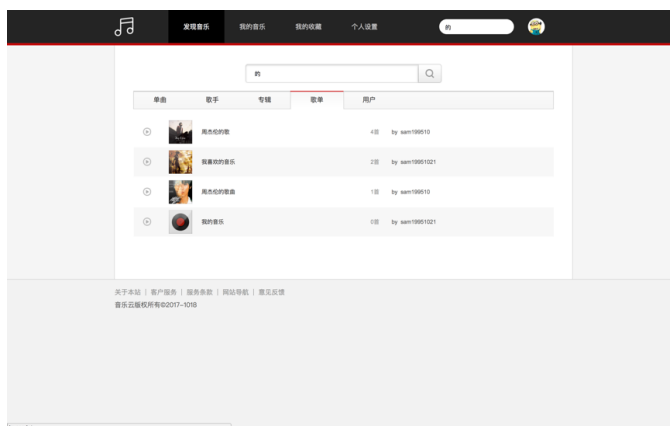 发现音乐 我的音乐 我的收藏 个人设置 的
的
单曲 歌手 专辑 歌单 用户
周杰伦的歌 4首 by sam199510
我喜欢的音乐 2首 by sam19951021
周杰伦的歌曲 1首 by sam199510
我的音乐 0首 by sam19951021
关于本站 | 客户服务 | 服务条款 | 网站导航 | 意见反馈
音乐云版权所有©2017-1018